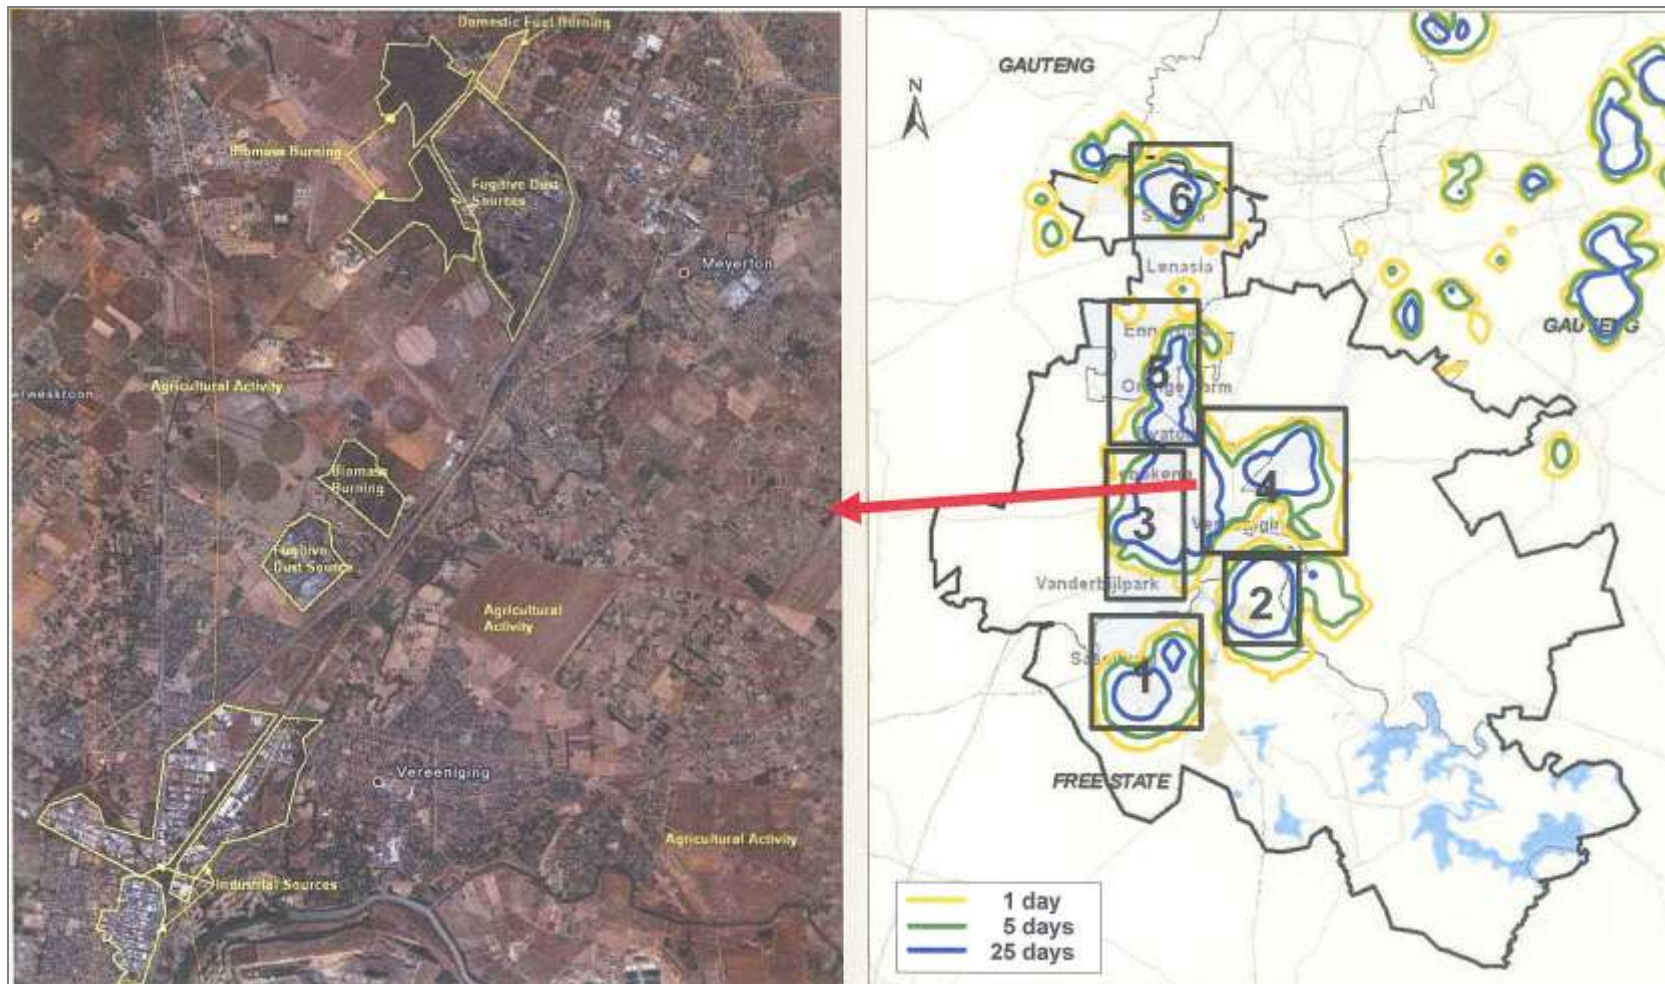 Domestic Fuel Burning
Biomass Burning
Fugitive Dust
Sources
Meyerton
Agricultural Activity
Biomass
Burning
Fugitive
Dust Source
Agricultural
Activity
Vereeniging
Agricultural Activity
Industrial Sources
GAUTENG
N
6
Lenasia
5
GAUTENG
4
3
Vanderbijlpark
2
1
FREE STATE
1 day
5 days
25 days